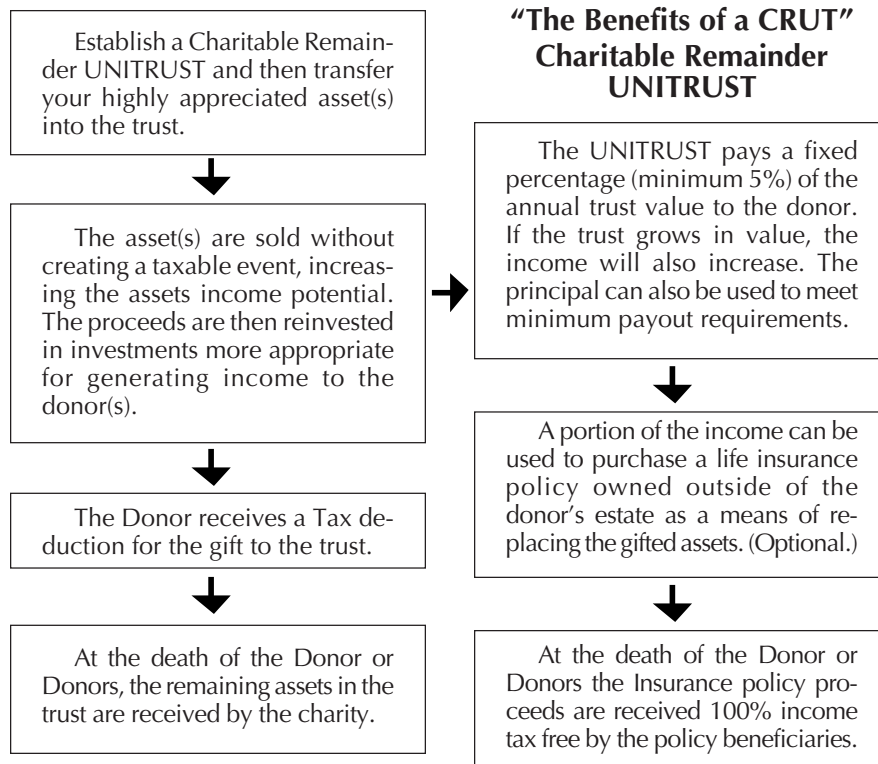 “The Benefits of a CRUT”
Charitable Remainder
UNITRUST
Establish a Charitable Remain-
der UNITRUST and then transfer
your highly appreciated asset(s)
into the trust.
The asset(s) are sold without
creating a taxable event, increas-
ing the assets income potential.
The proceeds are then reinvested
in investments more appropriate
for generating income to the
donor(s).
The Donor receives a Tax de-
duction for the gift to the trust.
At the death of the Donor or
Donors, the remaining assets in the
trust are received by the charity.
The UNITRUST pays a fixed
percentage (minimum 5%) of the
annual trust value to the donor.
If the trust grows in value, the
income will also increase. The
principal can also be used to meet
minimum payout requirements.
A portion of the income can be
used to purchase a life insurance
policy owned outside of the
donor’s estate as a means of re-
placing the gifted assets. (Optional.)
At the death of the Donor or
Donors the Insurance policy pro-
ceeds are received 100% income
tax free by the policy beneficiaries.